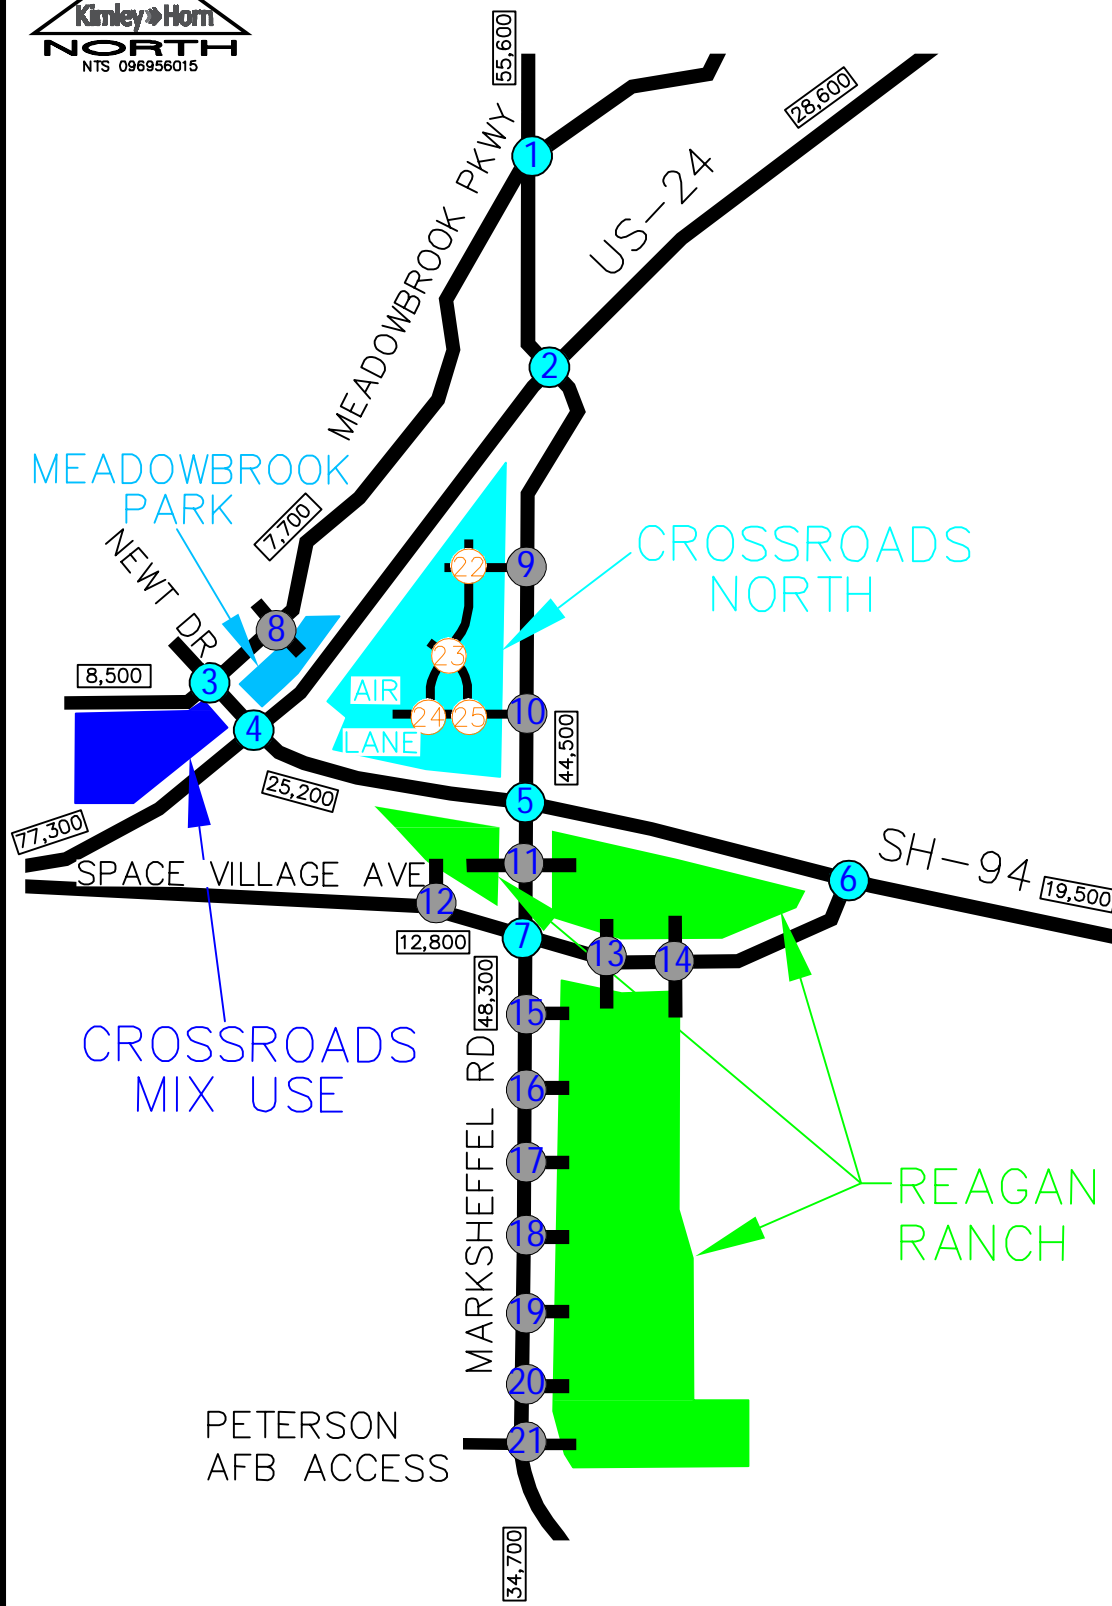 Kimley»Horn
NORTH
NTS 096956015
55,600
28,600
1
MEADOWBROOK PKWY
US-24
2
MEADOWBROOK
PARK
7,700
NEWT DR
CROSSROADS
NORTH
22
9
8
23
3
8,500
AIR
LANE
24
25
10
4
44,500
25,200
5
77,300
SPACE VILLAGE AVE
11
SH-94
6
19,500
12
12,800
7
13
14
48,300
15
CROSSROADS
MIX USE
MARKSHEFFEL RD
16
17
REAGAN
RANCH
18
19
20
PETERSON
AFB ACCESS
21
34,700